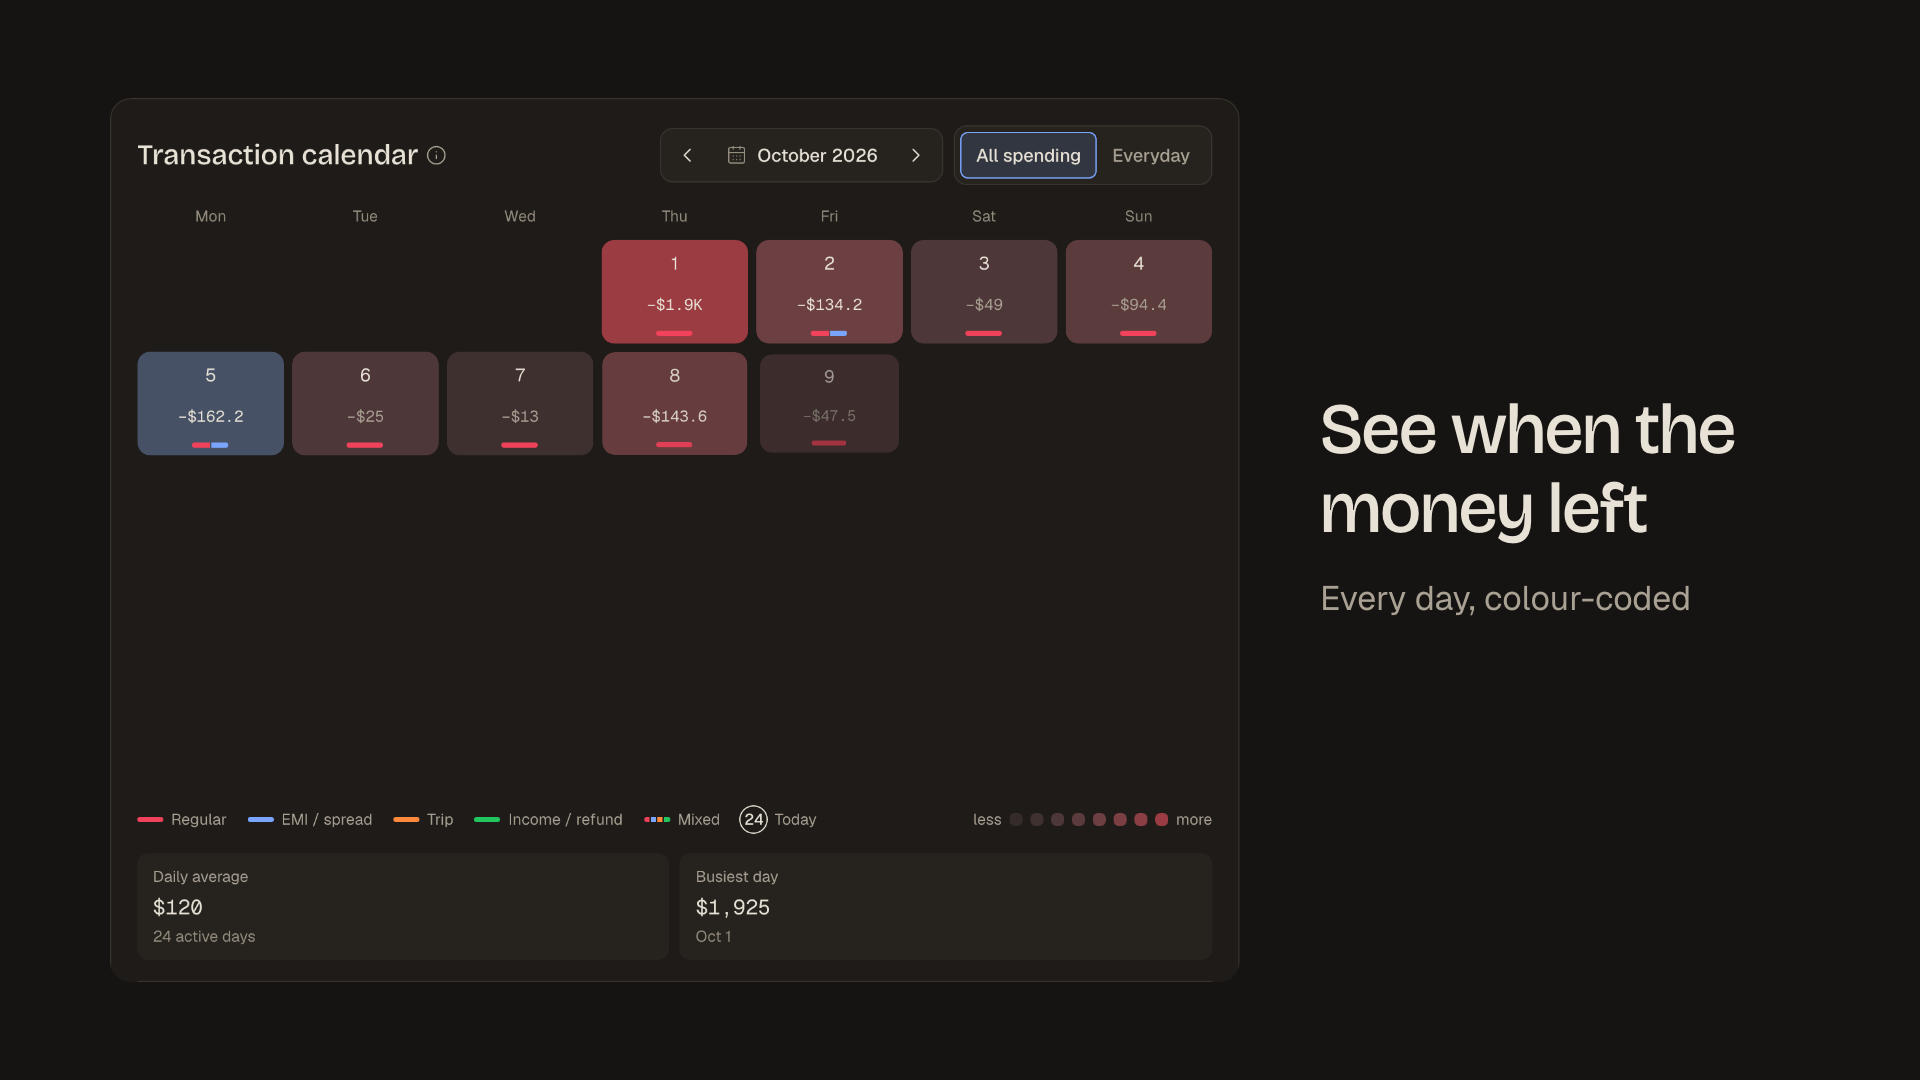 Transaction calendar
October 2026
All spending
Everyday
Mon Tue Wed Thu Fri Sat Sun
1 2 3 4
-$1.9K -$134.2 -$49 -$94.4
5 6 7 8 9
-$162.2 -$25 -$13 -$143.6 -$47.5
Regular EMI / spread Trip Income / refund Mixed 24 Today less more
Daily average
$120
24 active days
Busiest day
$1,925
Oct 1
See when the
money left
Every day, colour-coded